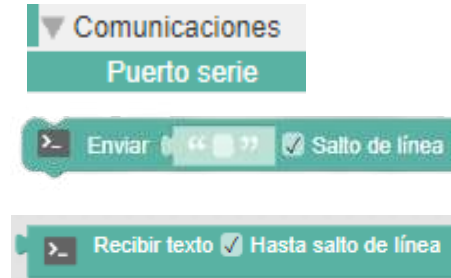 Comunicaciones
Puerto serie
Enviar “ ” Salto de línea
Recibir texto Hasta salto de línea